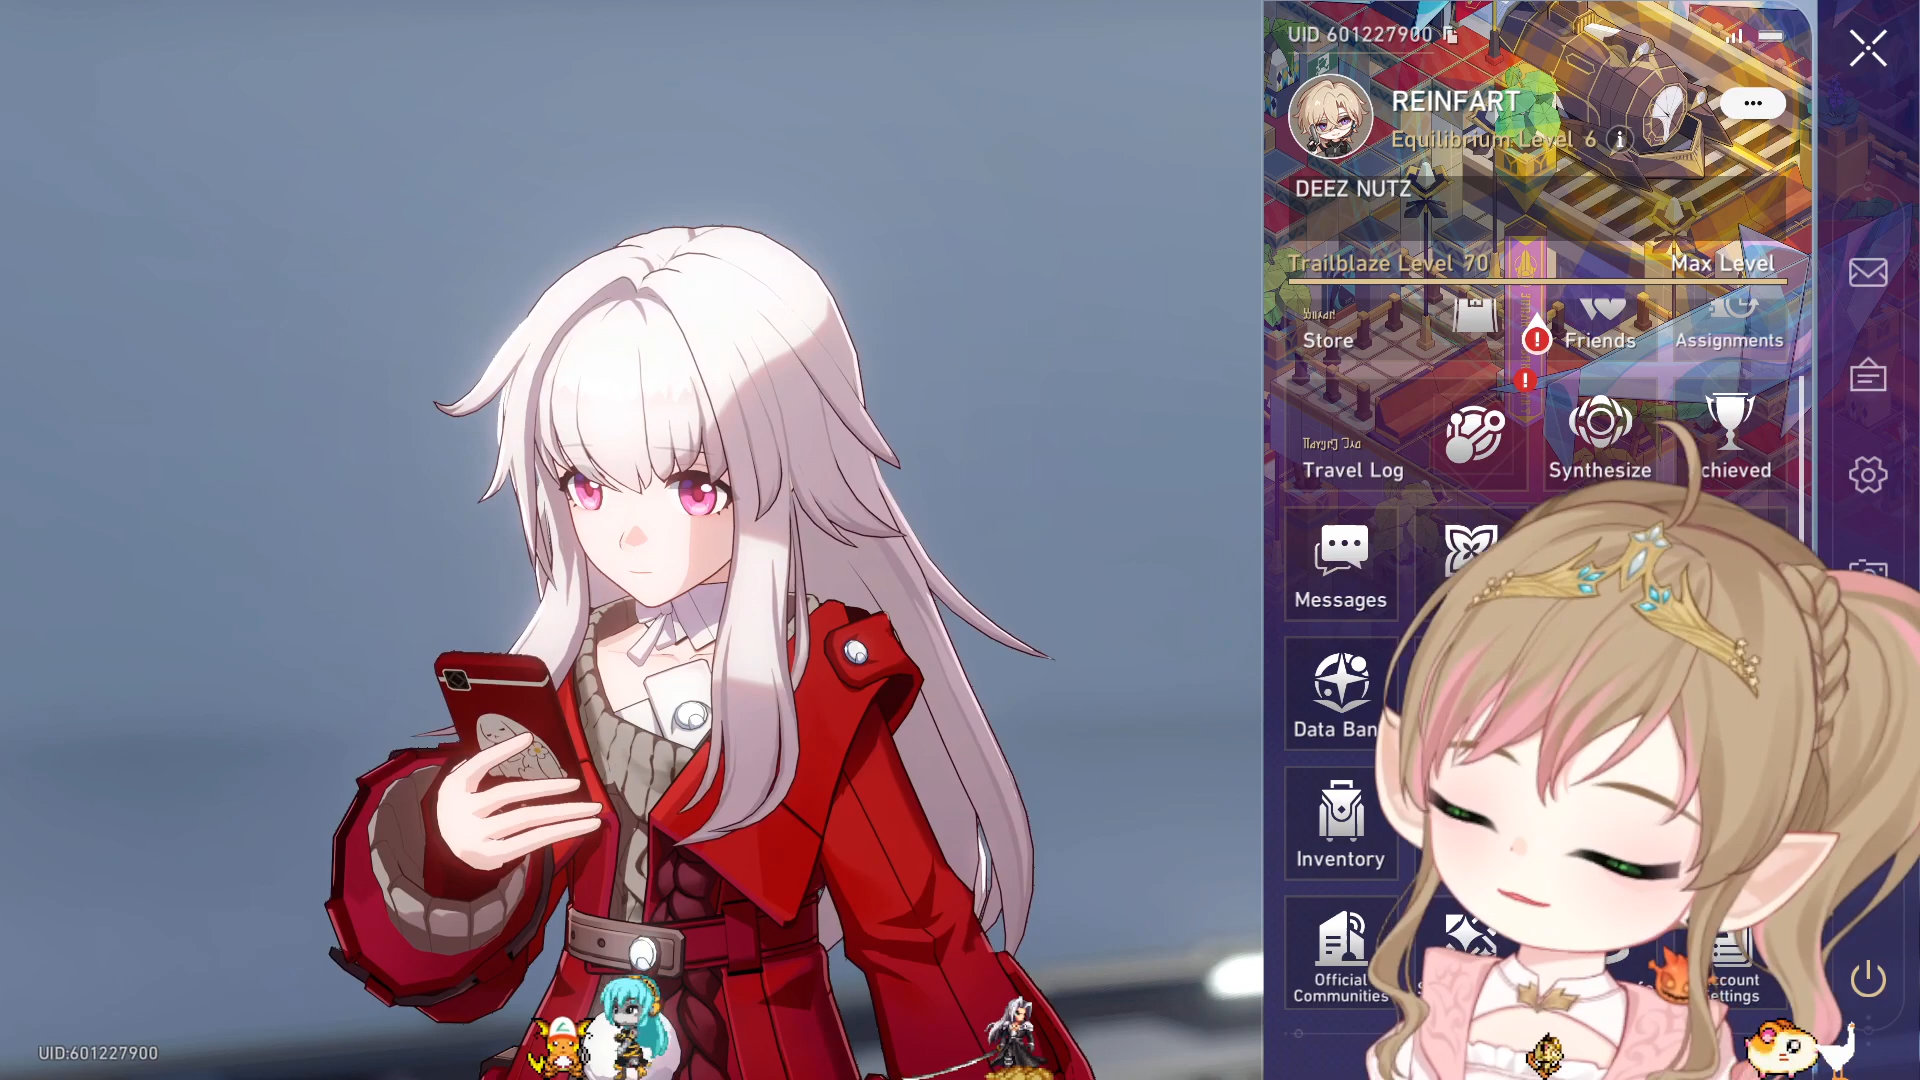 UID 601227900
REINFART
Equilibrium Level 6
DEEZ NUTZ
Trailblaze Level 70
Max Level
Store
Friends
Assignments
Travel Log
Synthesize
chieved
Messages
Data Ban
Inventory
Official
Communities
ccount
ettings
UID:601227900